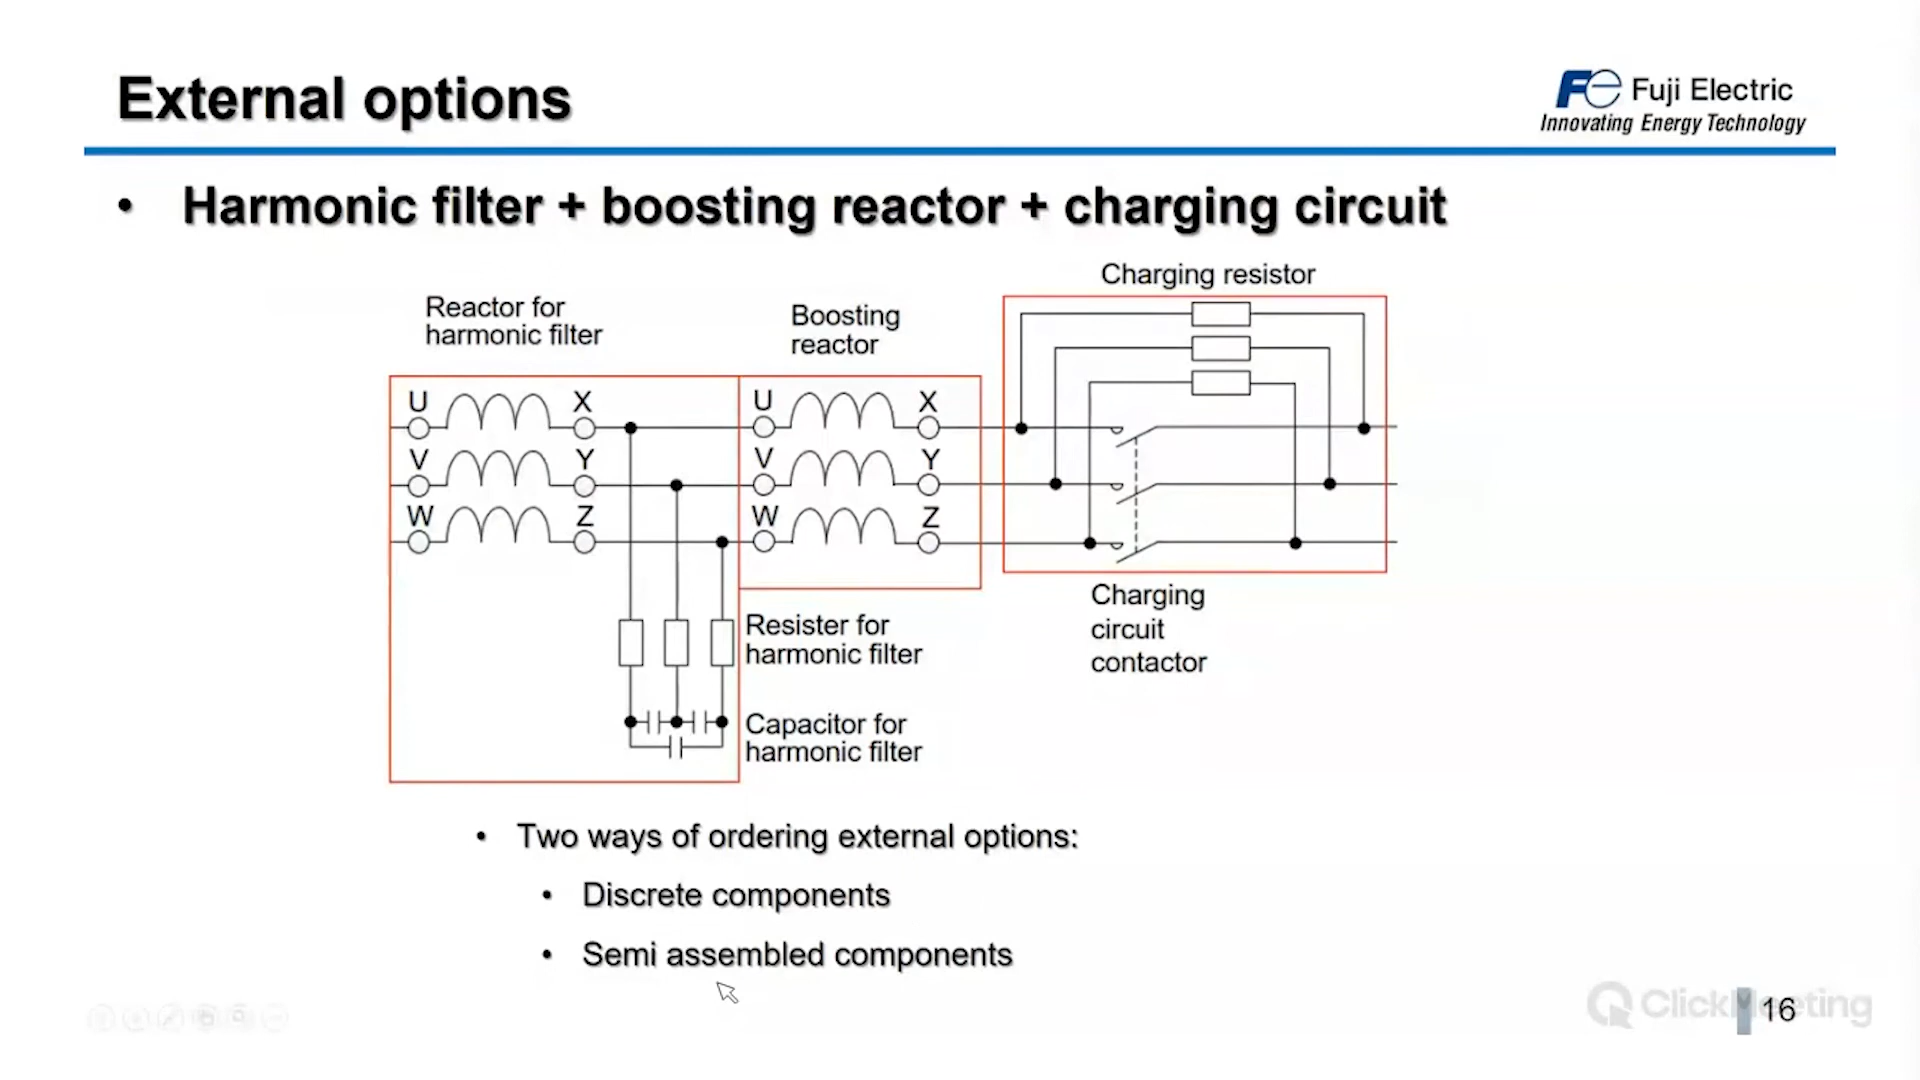 External options
Fe Fuji Electric
Innovating Energy Technology
• Harmonic filter + boosting reactor + charging circuit
Charging resistor
Reactor for
harmonic filter
Boosting
reactor
U X U X
V Y V Y
W Z W Z
Charging
circuit
contactor
Resister for
harmonic filter
Capacitor for
harmonic filter
• Two ways of ordering external options:
• Discrete components
• Semi assembled components
ClickMeeting
16